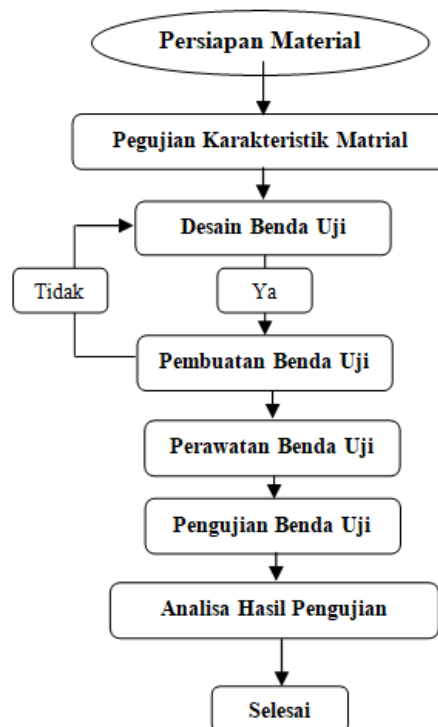 Persiapan Material
Pegujian Karakteristik Matrial
Desain Benda Uji
Tidak
Ya
Pembuatan Benda Uji
Perawatan Benda Uji
Pengujian Benda Uji
Analisa Hasil Pengujian
Selesai